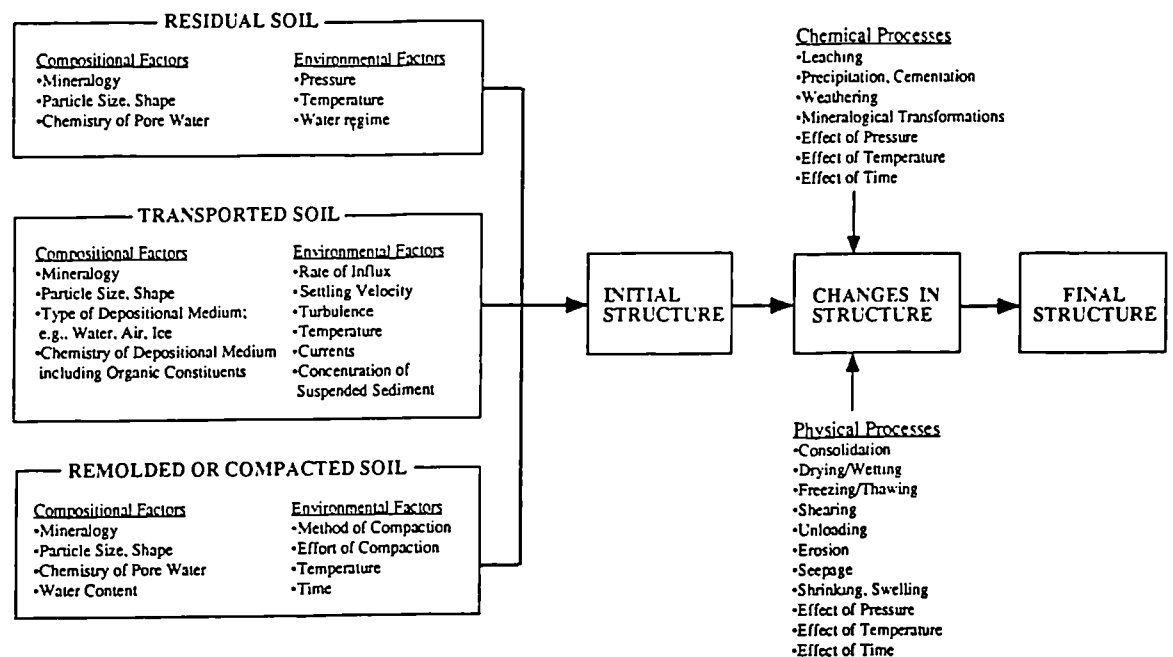 RESIDUAL SOIL
Compositional Factors
•Mineralogy
•Particle Size, Shape
•Chemistry of Pore Water
Environmental Factors
•Pressure
•Temperature
•Water regime
TRANSPORTED SOIL
Compositional Factors
•Mineralogy
•Particle Size, Shape
•Type of Depositional Medium;
e.g., Water, Air, Ice
•Chemistry of Depositional Medium
including Organic Constituents
Environmental Factors
•Rate of Influx
•Settling Velocity
•Turbulence
•Temperature
•Currents
•Concentration of
Suspended Sediment
REMOLDED OR COMPACTED SOIL
Compositional Factors
•Mineralogy
•Particle Size, Shape
•Chemistry of Pore Water
•Water Content
Environmental Factors
•Method of Compaction
•Effort of Compaction
•Temperature
•Time
INITIAL
STRUCTURE
Chemical Processes
•Leaching
•Precipitation, Cementation
•Weathering
•Mineralogical Transformations
•Effect of Pressure
•Effect of Temperature
•Effect of Time
CHANGES IN
STRUCTURE
Physical Processes
•Consolidation
•Drying/Wetting
•Freezing/Thawing
•Shearing
•Unloading
•Erosion
•Seepage
•Shrinking, Swelling
•Effect of Pressure
•Effect of Temperature
•Effect of Time
FINAL
STRUCTURE